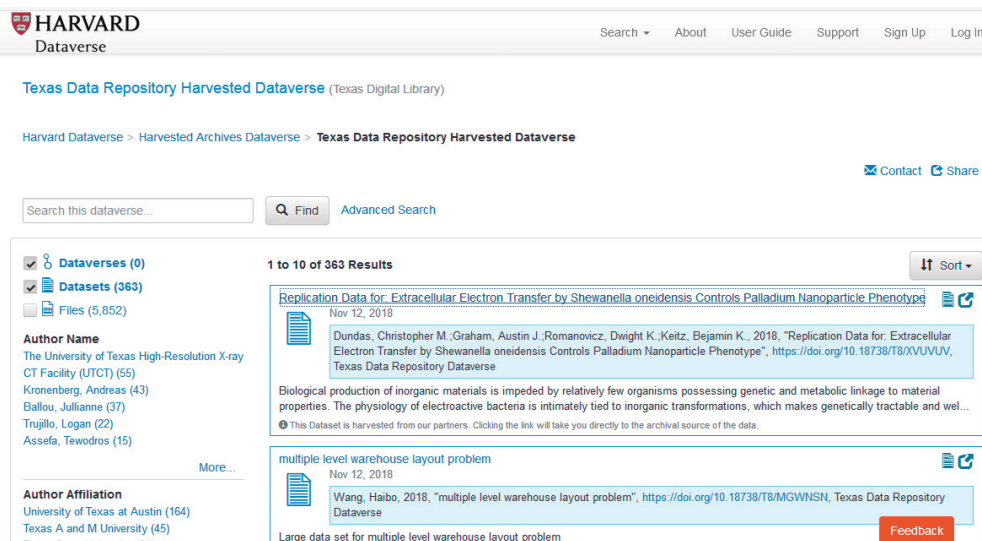 HARVARD
Dataverse
Search About User Guide Support Sign Up Log In
Texas Data Repository Harvested Dataverse (Texas Digital Library)
Harvard Dataverse > Harvested Archives Dataverse > Texas Data Repository Harvested Dataverse
Contact Share
Search this dataverse...
Find
Advanced Search
Dataverses (0)
Datasets (363)
Files (5,852)
Author Name
The University of Texas High-Resolution X-ray
CT Facility (UTCT) (55)
Kronenberg, Andreas (43)
Ballou, Jullianne (37)
Trujillo, Logan (22)
Assefa, Tewodros (15)
More...
Author Affiliation
University of Texas at Austin (164)
Texas A and M University (45)
1 to 10 of 363 Results
Sort
Replication Data for: Extracellular Electron Transfer by Shewanella oneidensis Controls Palladium Nanoparticle Phenotype
Nov 12, 2018
Dundas, Christopher M.;Graham, Austin J.;Romanovicz, Dwight K.;Keitz, Bejamin K., 2018, "Replication Data for: Extracellular
Electron Transfer by Shewanella oneidensis Controls Palladium Nanoparticle Phenotype", https://doi.org/10.18738/T8/XVUVUV,
Texas Data Repository Dataverse
Biological production of inorganic materials is impeded by relatively few organisms possessing genetic and metabolic linkage to material
properties. The physiology of electroactive bacteria is intimately tied to inorganic transformations, which makes genetically tractable and wel...
This Dataset is harvested from our partners. Clicking the link will take you directly to the archival source of the data.
multiple level warehouse layout problem
Nov 12, 2018
Wang, Haibo, 2018, "multiple level warehouse layout problem", https://doi.org/10.18738/T8/MGWNSN, Texas Data Repository
Dataverse
Large data set for multiple level warehouse layout problem
Feedback